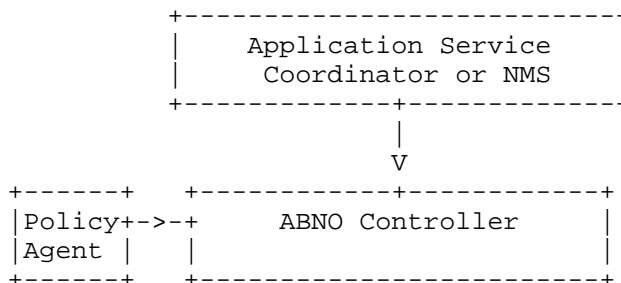 Application Service
Coordinator or NMS
V
Policy
ABNO Controller
Agent